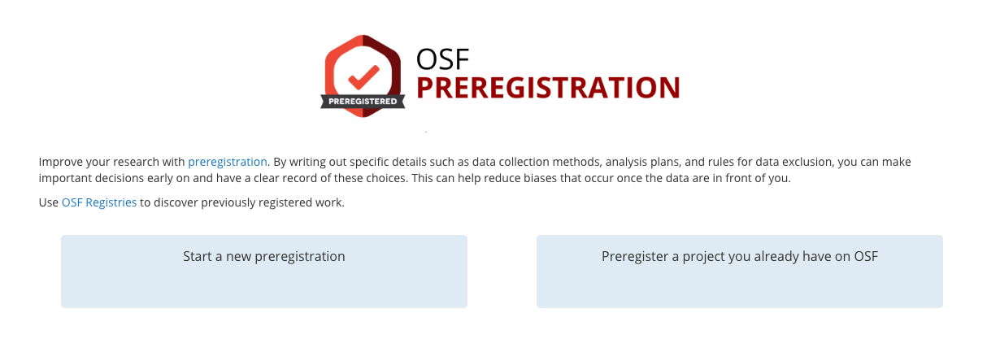 OSF
PREREGISTRATION
PREREGISTERED
Improve your research with preregistration. By writing out specific details such as data collection methods, analysis plans, and rules for data exclusion, you can make
important decisions early on and have a clear record of these choices. This can help reduce biases that occur once the data are in front of you.
Use OSF Registries to discover previously registered work.
Start a new preregistration
Preregister a project you already have on OSF